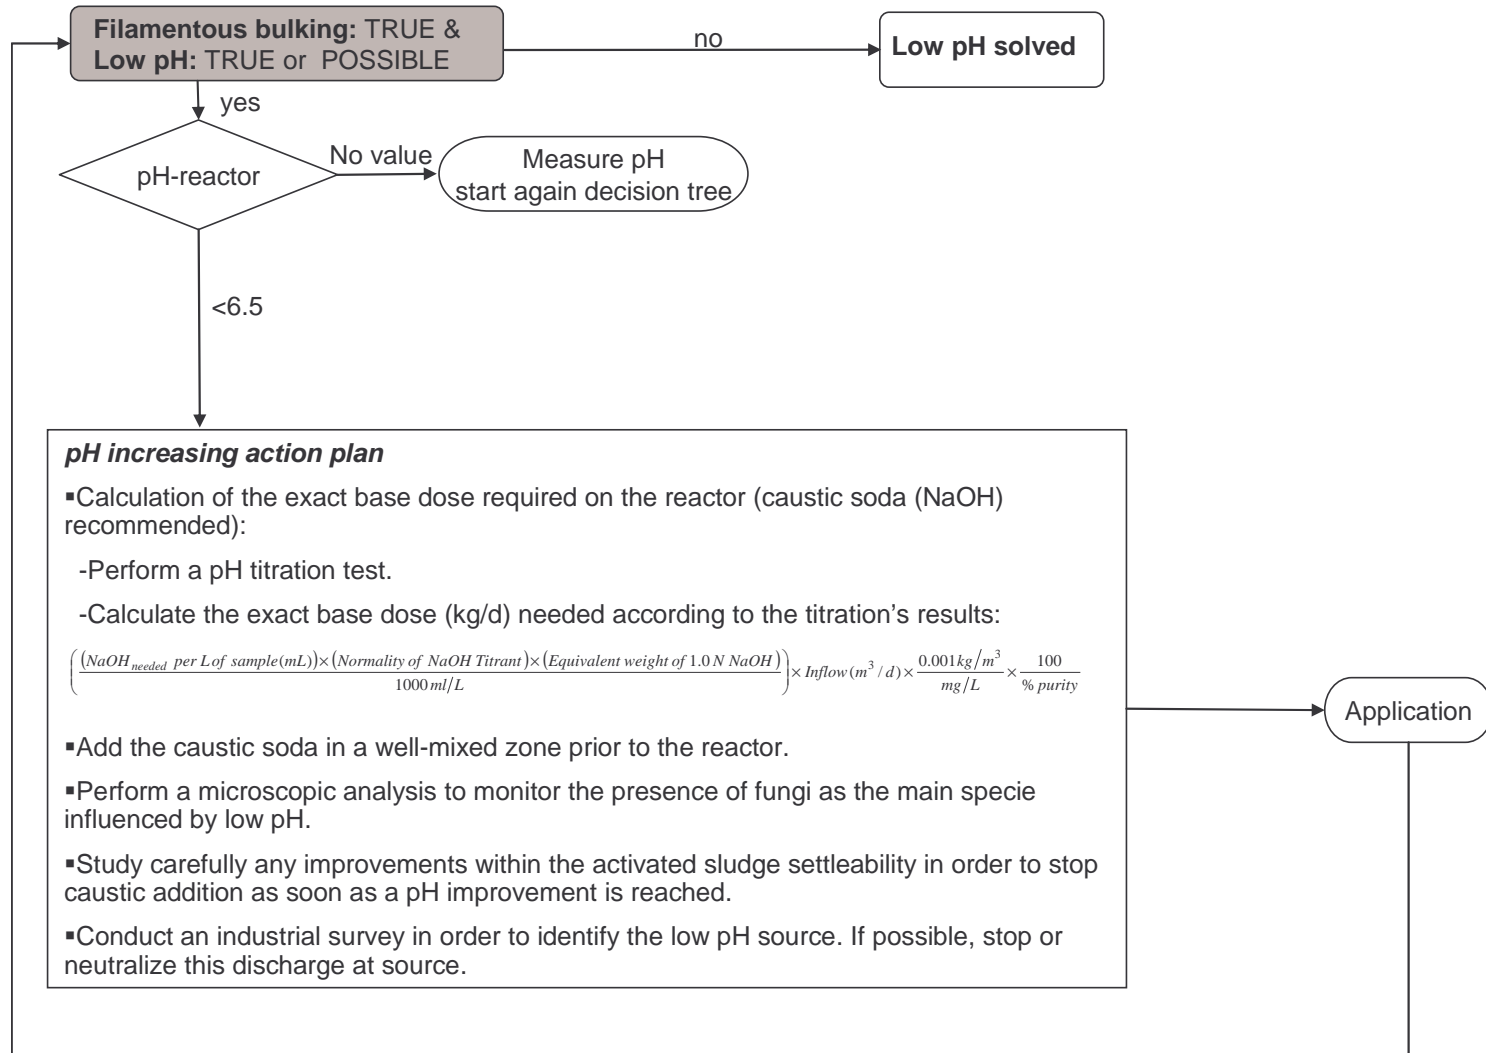 Filamentous bulking: TRUE &
Low pH: TRUE or POSSIBLE
no
Low pH solved
yes
pH-reactor
No value
Measure pH
start again decision tree
<6.5
pH increasing action plan
▪Calculation of the exact base dose required on the reactor (caustic soda (NaOH)
recommended):
-Perform a pH titration test.
-Calculate the exact base dose (kg/d) needed according to the titration's results:
((NaOH_needed per L of sample(mL))×(Normality of NaOH Titrant)×(Equivalent weight of 1.0 N NaOH) / 1000 ml/L) × Inflow(m³/d) × 0.001kg/m³ / mg/L × 100 / % purity
▪Add the caustic soda in a well-mixed zone prior to the reactor.
▪Perform a microscopic analysis to monitor the presence of fungi as the main specie
influenced by low pH.
▪Study carefully any improvements within the activated sludge settleability in order to stop
caustic addition as soon as a pH improvement is reached.
▪Conduct an industrial survey in order to identify the low pH source. If possible, stop or
neutralize this discharge at source.
Application